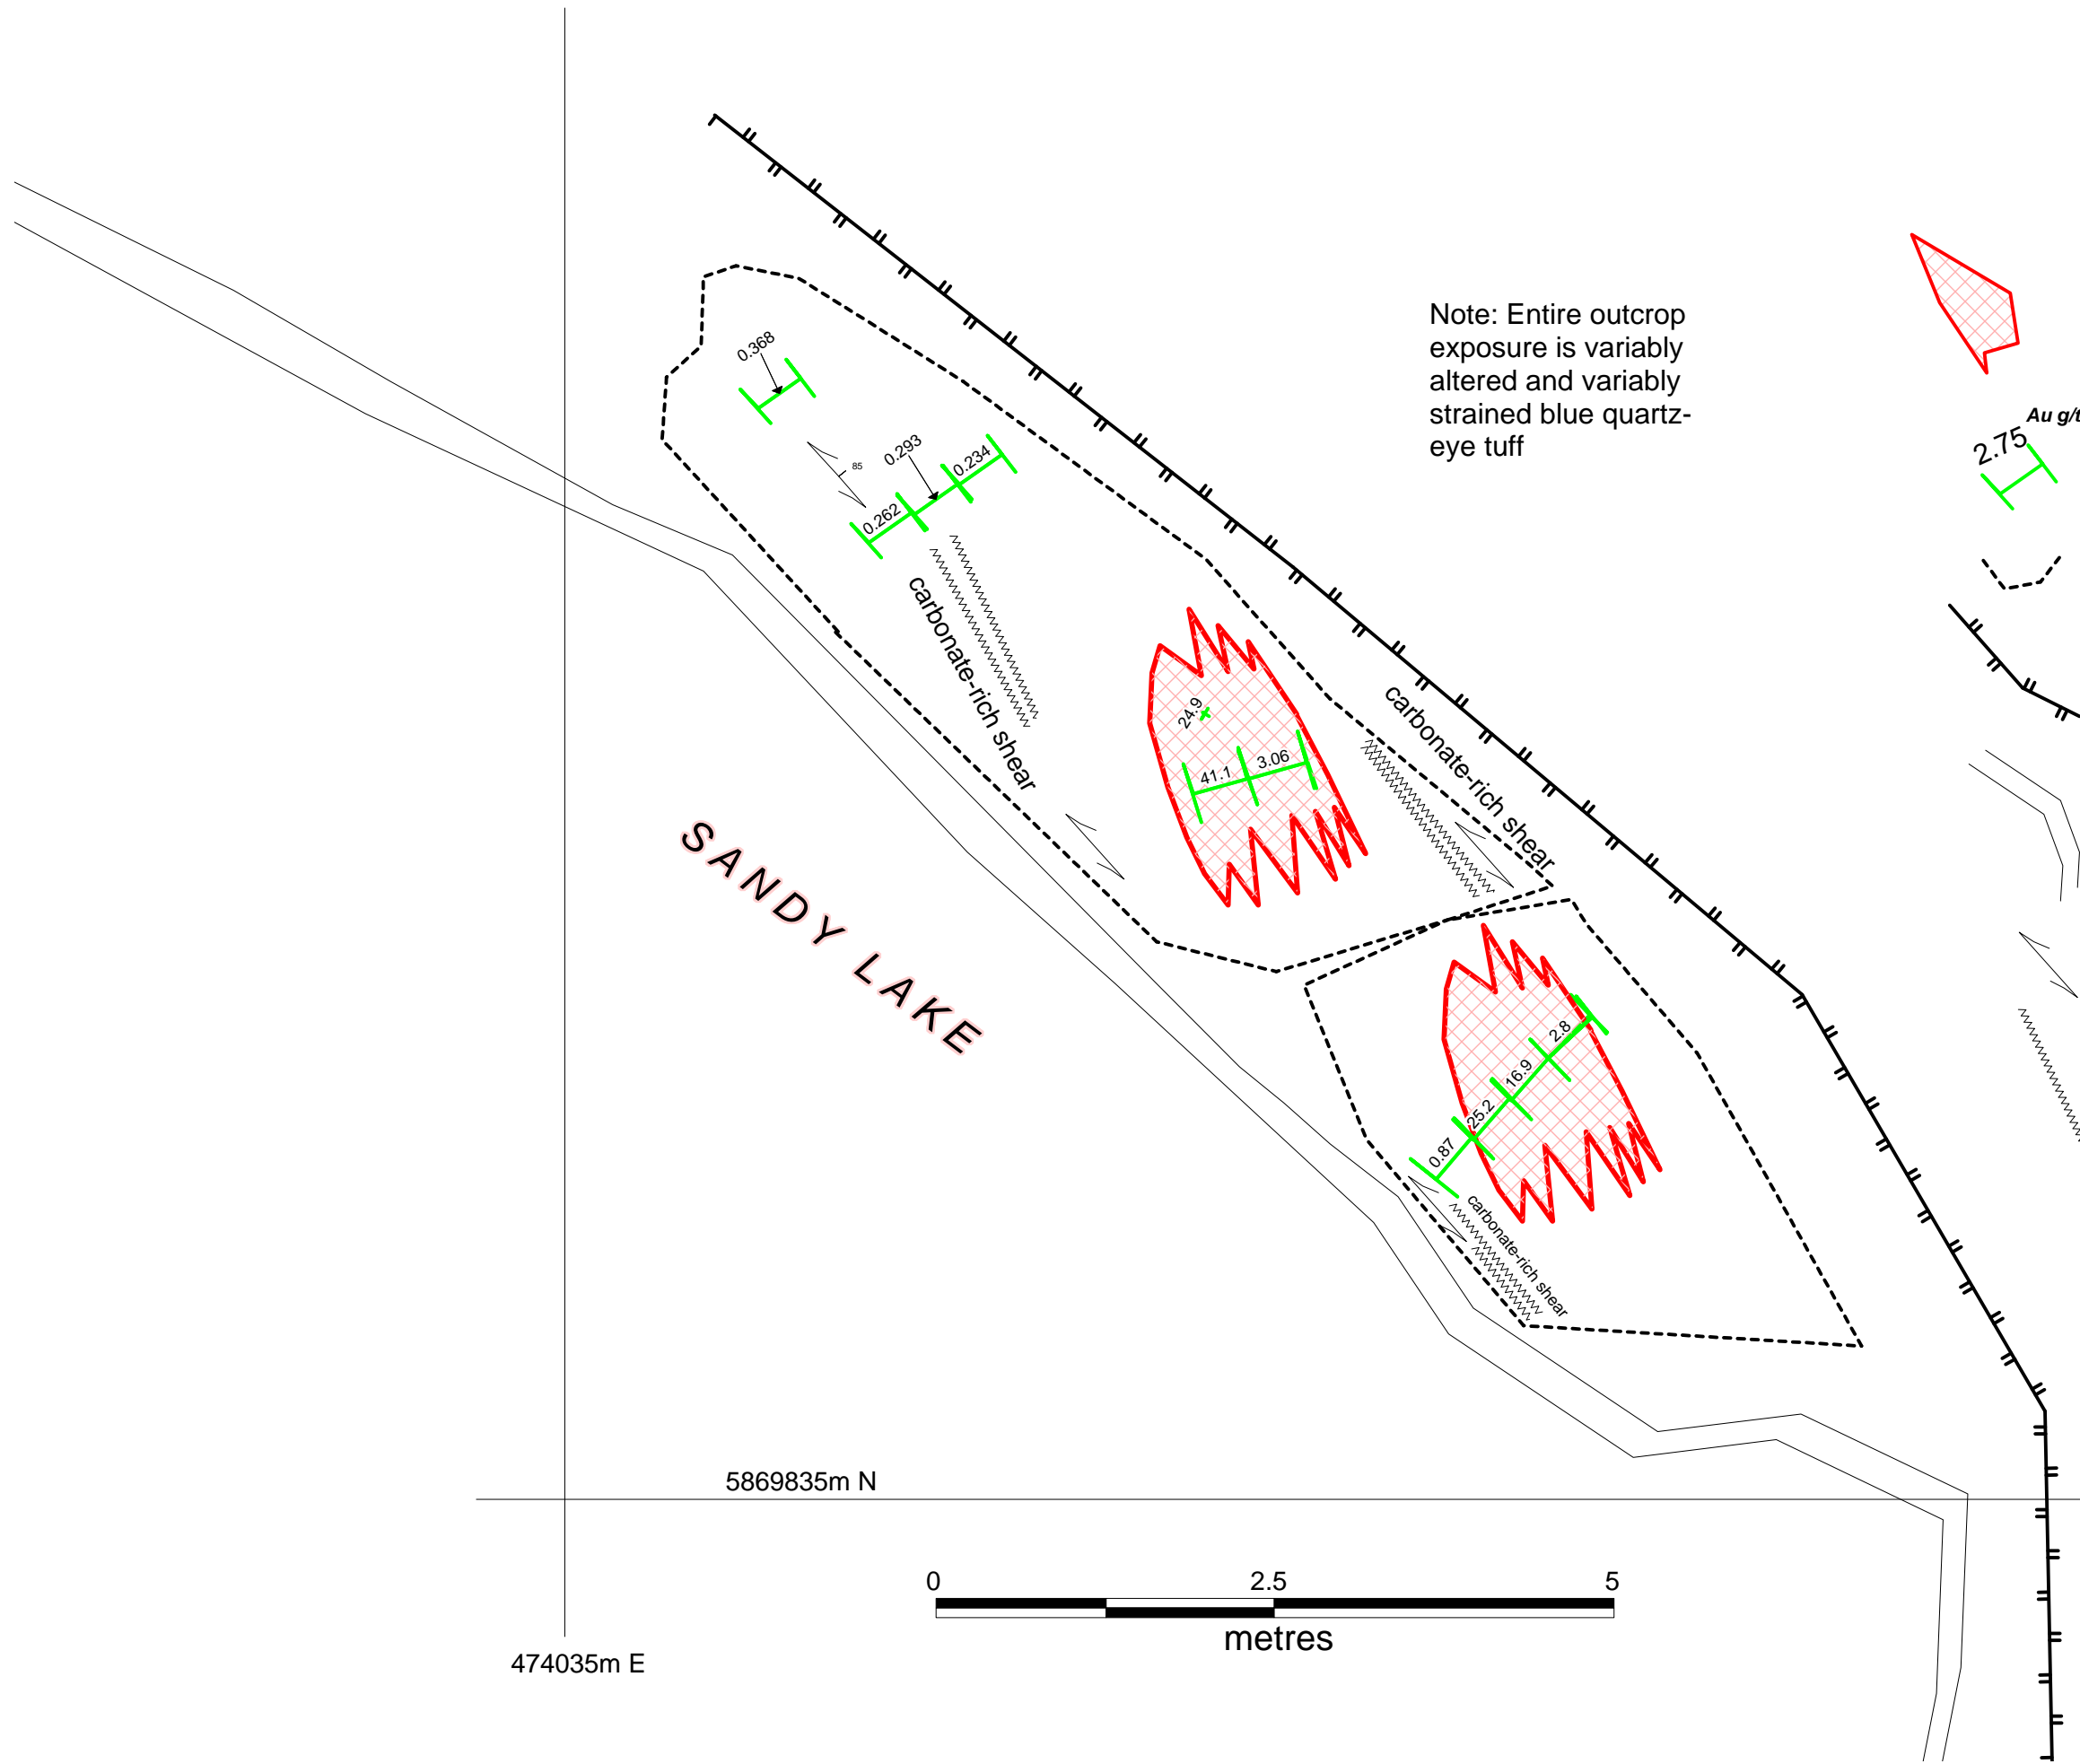 Note: Entire outcrop
exposure is variably
altered and variably
strained blue quartz-
eye tuff
Au g/t
2.75
0.368
85
0.293
0.234
0.262
carbonate-rich shear
24.9
41.1
3.06
carbonate-rich shear
SANDY LAKE
2.8
16.9
25.2
0.87
carbonate-rich shear
5869835m N
0 2.5 5
metres
474035m E